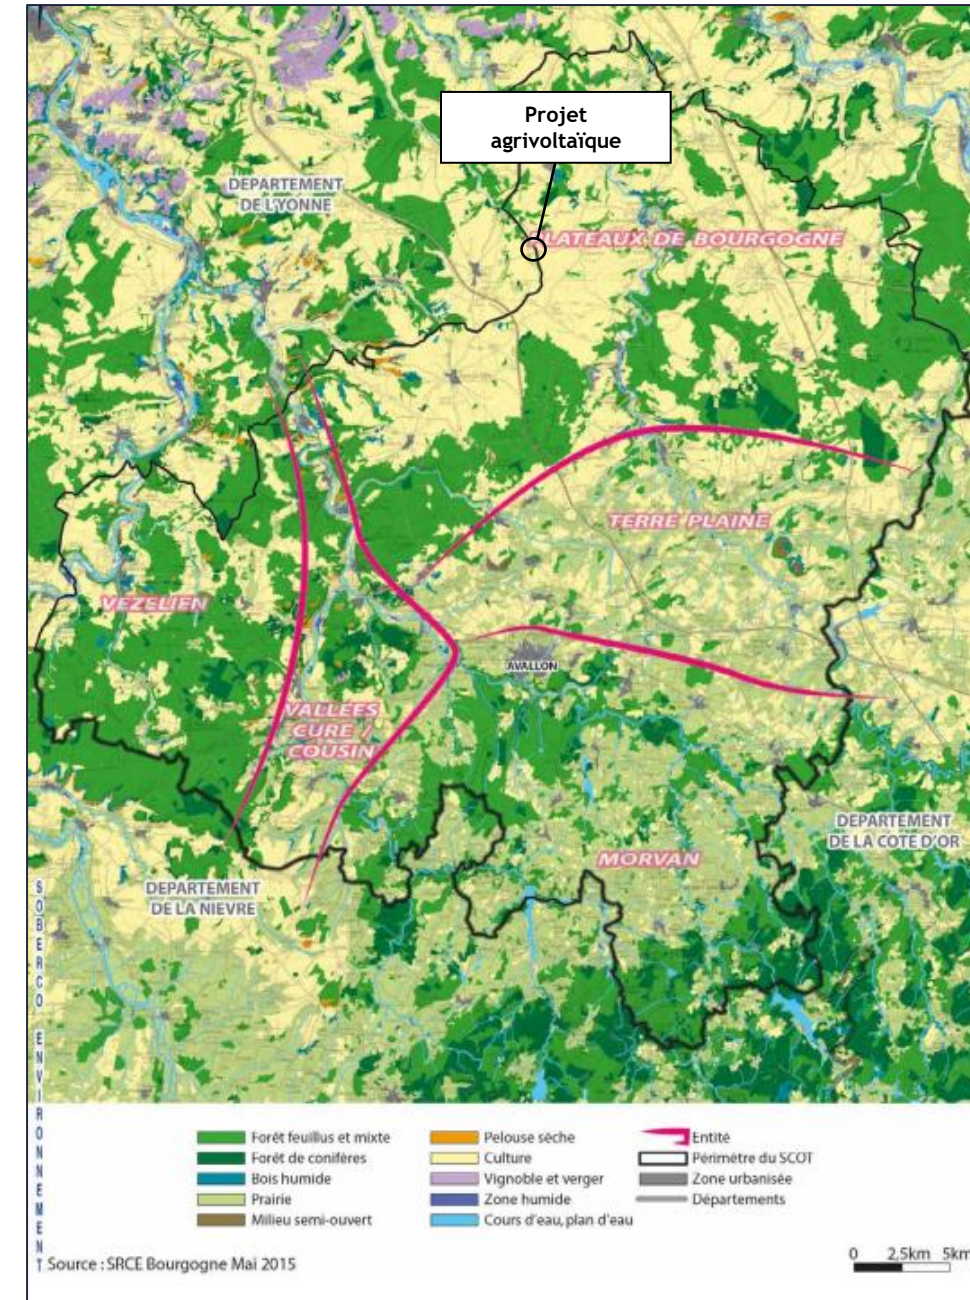 Projet
agrivoltaïque
DEPARTEMENT
DE L'YONNE
PLATEAUX DE BOURGOGNE
TERRE PLAINE
VEZELIEN
AVALLON
VALLÉES
CURE /
COUSIN
DEPARTEMENT
DE LA COTE D'OR
MORVAN
DEPARTEMENT
DE LA NIEVRE
SOBERCO ENVIRONNEMENT
Forêt feuillus et mixte
Forêt de conifères
Bois humide
Prairie
Milieu semi-ouvert
Pelouse sèche
Culture
Vignoble et verger
Zone humide
Cours d'eau, plan d'eau
Entité
Périmètre du SCOT
Zone urbanisée
Départements
Source : SRCE Bourgogne Mai 2015
0 2,5km 5km